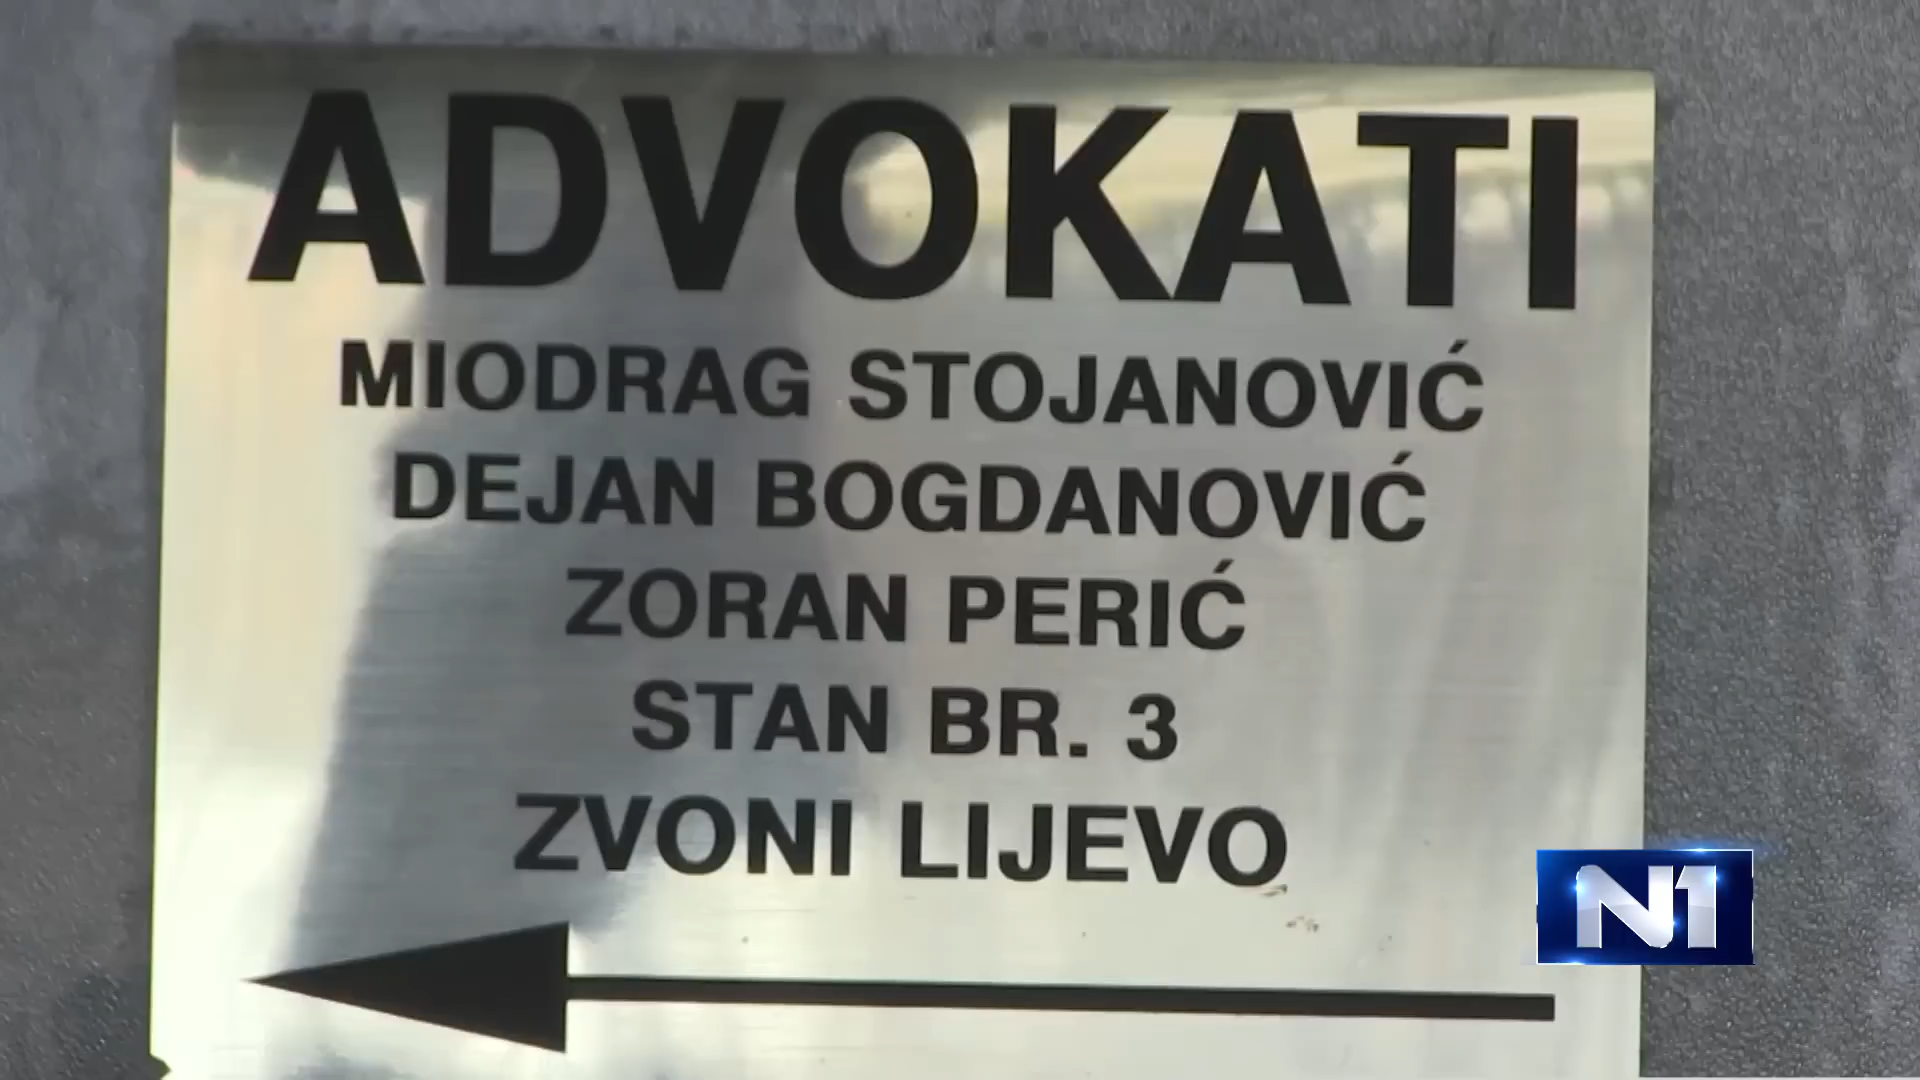 ADVOKATI
MIODRAG STOJANOVIĆ
DEJAN BOGDANOVIĆ
ZORAN PERIĆ
STAN BR. 3
ZVONI LIJEVO
N1